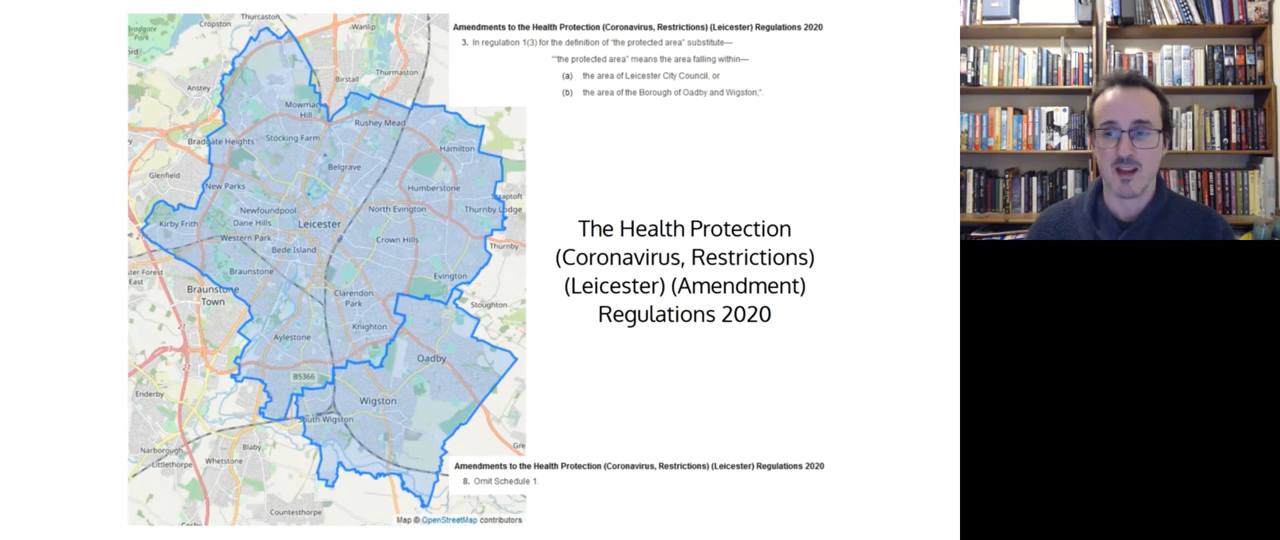 Thurcaston
Cropston
Wanlip
Birstall
Thurmaston
Mowmac
Hill
Rushey Mead
Stocking Farm
Bradgate Heights
Hamilton
Belgrave
Glenfield
New Parks
Humberstone
Newfoundpool
North Evington
Thurnby Lodge
Kirby Frith
Dane Hills
Leicester
Western Park
Crown Hills
Thurnby
Bede Island
Braunstone
Evington
Braunstone
Town
Clarendon
Park
Stoughton
Knighton
Aylestone
Oadby
B5366
Enderby
Wigston
South Wigston
Blaby
Narborough
Littlethorpe
Whetstone
Countesthorpe
Map © OpenStreetMap contributors
Amendments to the Health Protection (Coronavirus, Restrictions) (Leicester) Regulations 2020
3. In regulation 1(3) for the definition of “the protected area” substitute—
““the protected area” means the area falling within—
(a) the area of Leicester City Council, or
(b) the area of the Borough of Oadby and Wigston;”.
The Health Protection
(Coronavirus, Restrictions)
(Leicester) (Amendment)
Regulations 2020
Amendments to the Health Protection (Coronavirus, Restrictions) (Leicester) Regulations 2020
8. Omit Schedule 1.